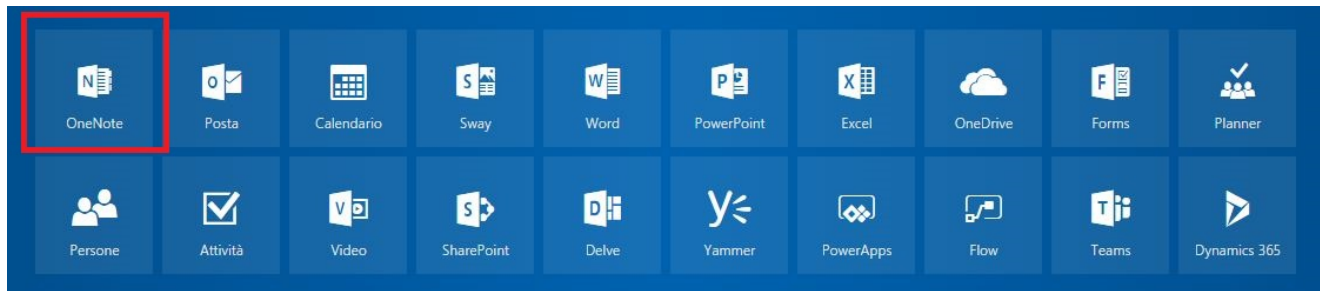 OneNote Posta Calendario Sway Word PowerPoint Excel OneDrive Forms Planner
Persone Attività Video SharePoint Delve Yammer PowerApps Flow Teams Dynamics 365